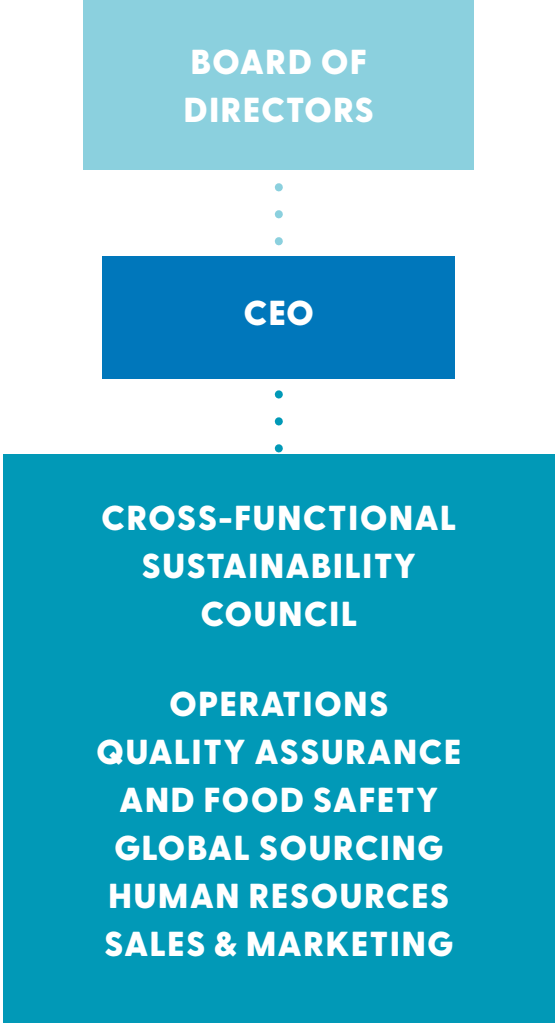 BOARD OF
DIRECTORS
CEO
CROSS-FUNCTIONAL
SUSTAINABILITY
COUNCIL
OPERATIONS
QUALITY ASSURANCE
AND FOOD SAFETY
GLOBAL SOURCING
HUMAN RESOURCES
SALES & MARKETING